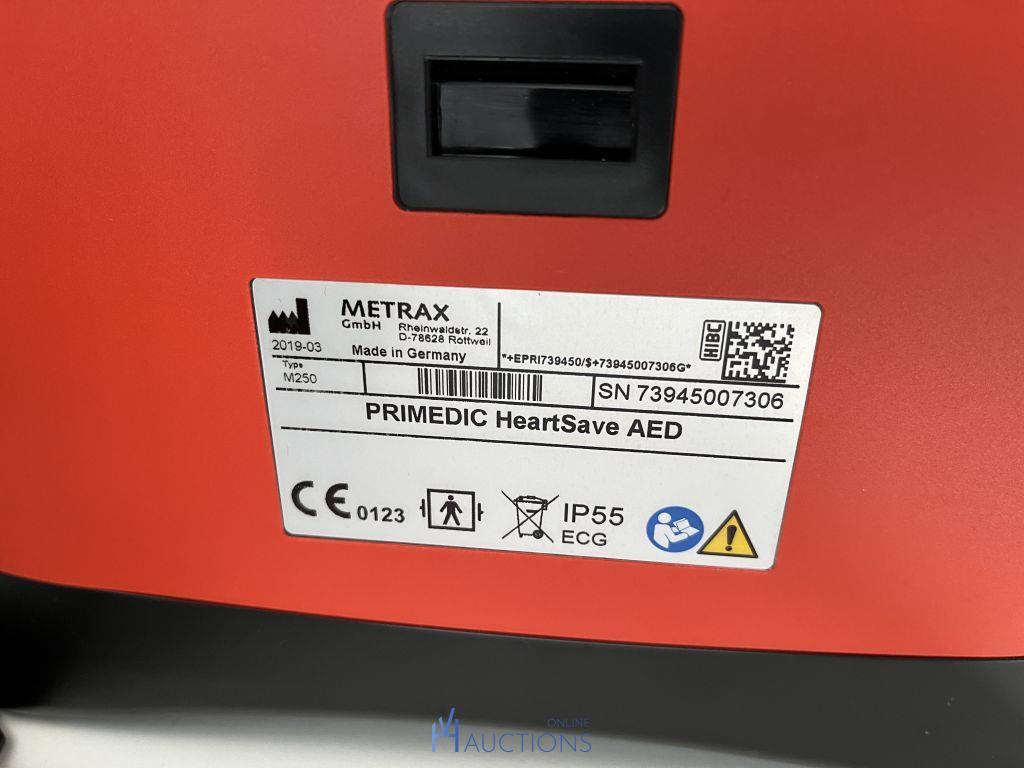 METRAX
GmbH Rheinwaldstr. 22
D-78628 Rottweil
2019-03 Made in Germany
*+EPRI739450/$+73945007306G*
HIBC
Type
M250
SN 73945007306
PRIMEDIC HeartSave AED
CE 0123
IP55
ECG
ONLINE
AUCTIONS